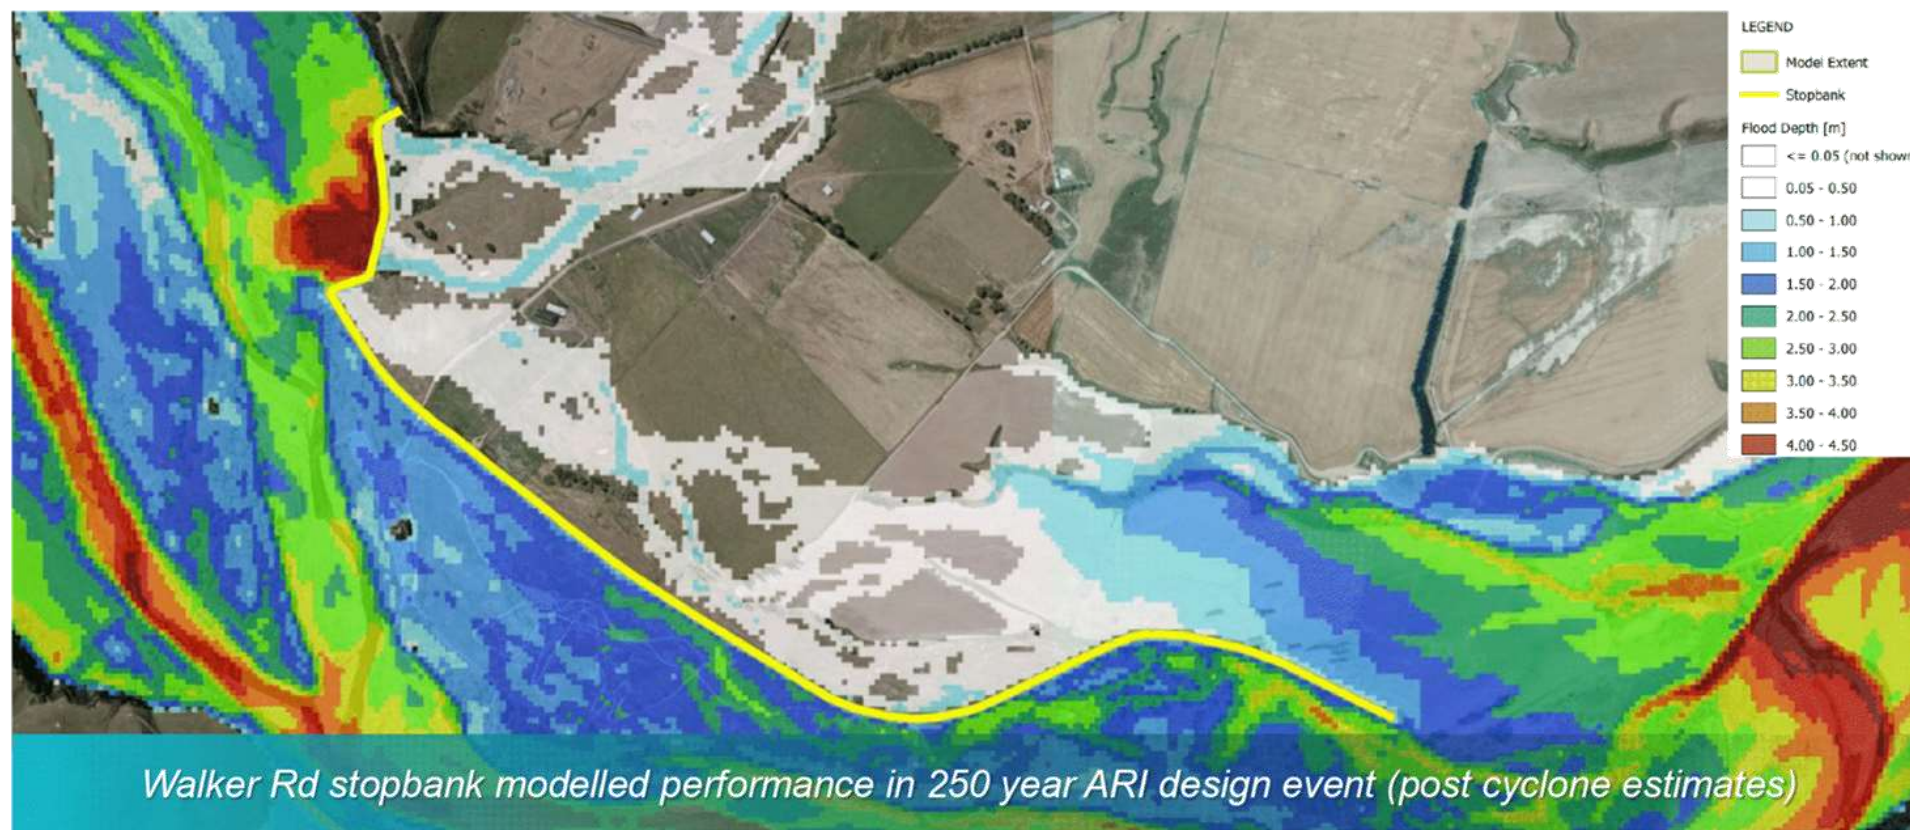 LEGEND
Model Extent
Stopbank
Flood Depth [m]
<= 0.05 (not shown
0.05 - 0.50
0.50 - 1.00
1.00 - 1.50
1.50 - 2.00
2.00 - 2.50
2.50 - 3.00
3.00 - 3.50
3.50 - 4.00
4.00 - 4.50
Walker Rd stopbank modelled performance in 250 year ARI design event (post cyclone estimates)